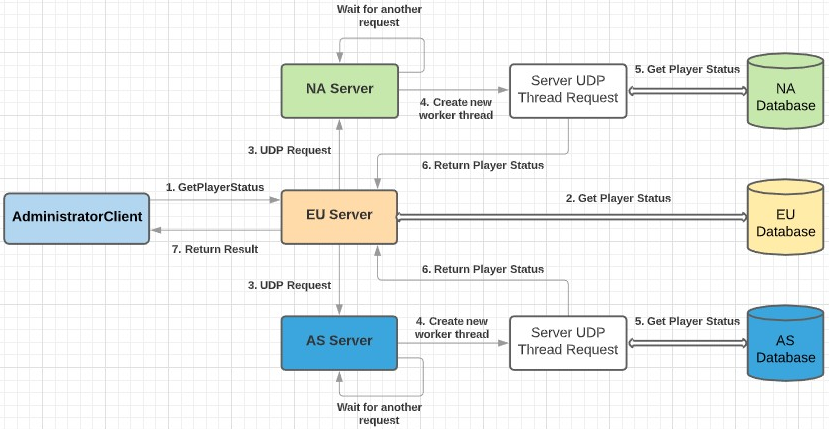 Wait for another
request
NA Server
4. Create new
worker thread
Server UDP
Thread Request
5. Get Player Status
NA
Database
3. UDP Request
6. Return Player Status
AdministratorClient
1. GetPlayerStatus
7. Return Result
EU Server
2. Get Player Status
EU
Database
3. UDP Request
6. Return Player Status
AS Server
4. Create new
worker thread
Server UDP
Thread Request
5. Get Player Status
AS
Database
Wait for another
request